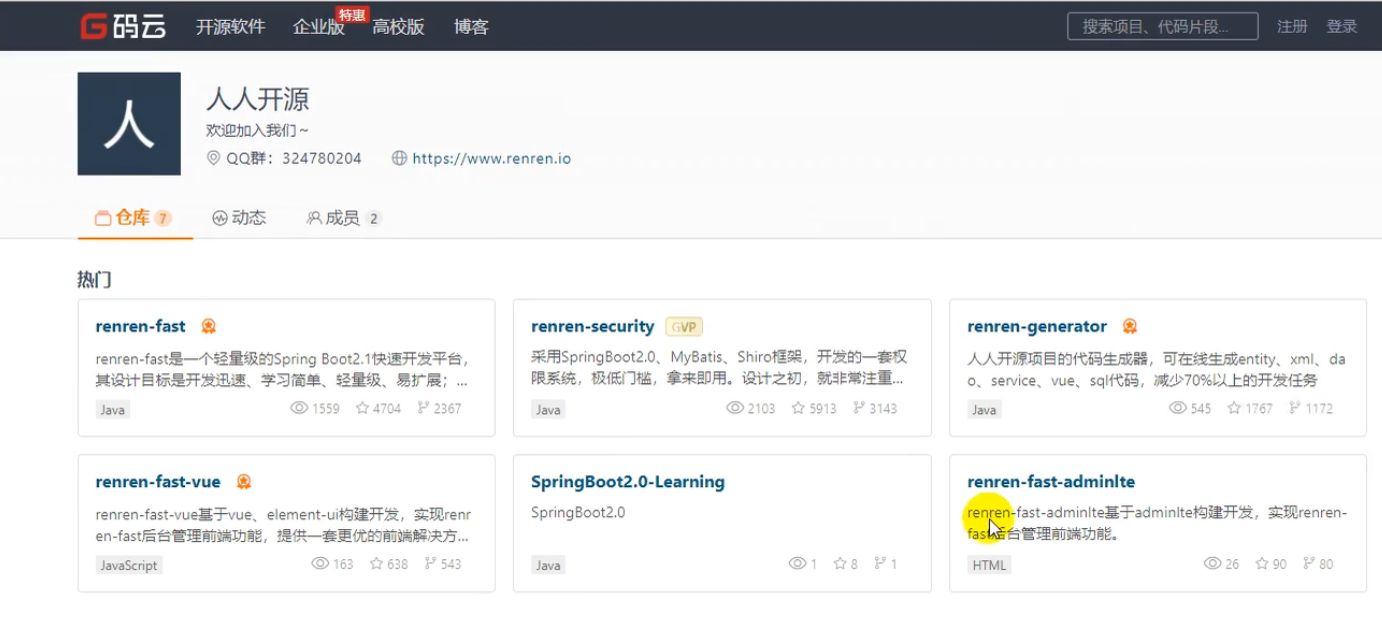 G 码云 开源软件 企业版 特惠 高校版 博客 搜索项目、代码片段... 注册 登录
人
人人开源
欢迎加入我们～
QQ群：324780204 https://www.renren.io
仓库 7 动态 成员 2
热门
renren-fast
renren-fast是一个轻量级的Spring Boot2.1快速开发平台，
其设计目标是开发迅速、学习简单、轻量级、易扩展；...
Java 1559 4704 2367
renren-security GVP
采用SpringBoot2.0、MyBatis、Shiro框架，开发的一套权
限系统，极低门槛，拿来即用。设计之初，就非常注重...
Java 2103 5913 3143
renren-generator
人人开源项目的代码生成器，可在线生成entity、xml、da
o、service、vue、sql代码，减少70%以上的开发任务
Java 545 1767 1172
renren-fast-vue
renren-fast-vue基于vue、element-ui构建开发，实现renr
en-fast后台管理前端功能，提供一套更优的前端解决方...
JavaScript 163 638 543
SpringBoot2.0-Learning
SpringBoot2.0
Java 1 8 1
renren-fast-adminlte
renren-fast-adminlte基于adminlte构建开发，实现renren-
fast后台管理前端功能。
HTML 26 90 80